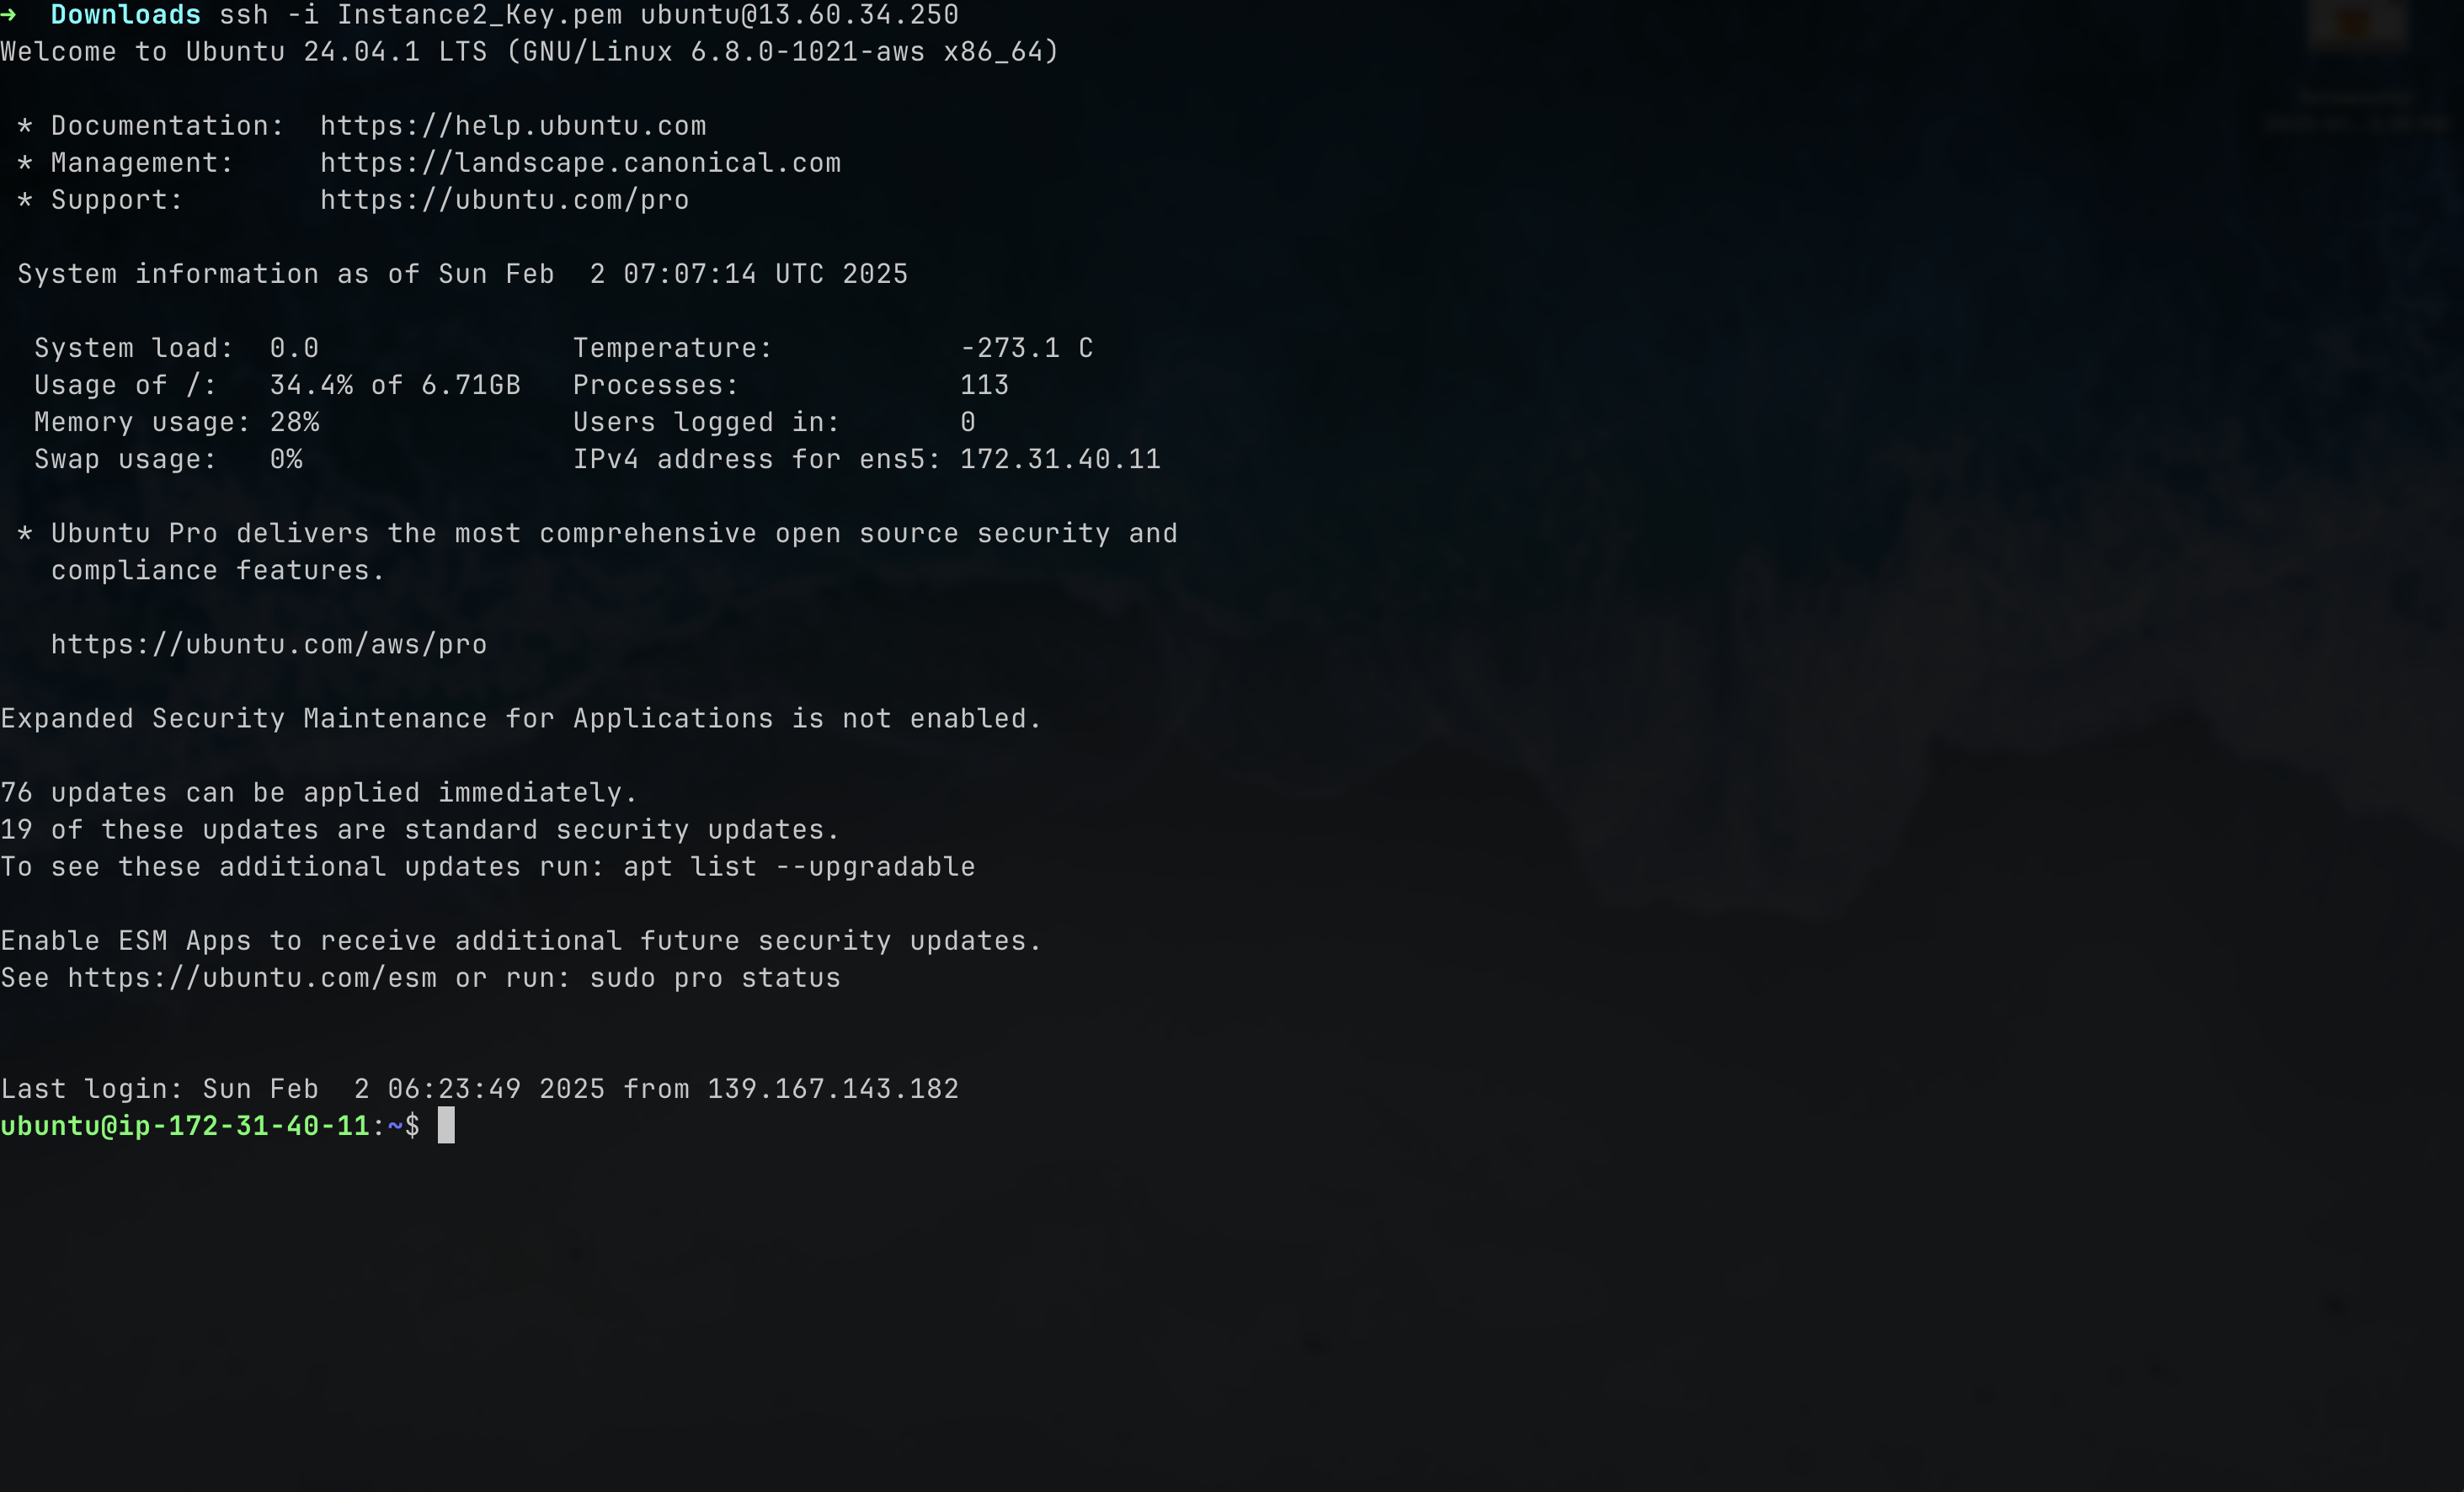 ➜  Downloads ssh -i Instance2_Key.pem ubuntu@13.60.34.250
Welcome to Ubuntu 24.04.1 LTS (GNU/Linux 6.8.0-1021-aws x86_64)

 * Documentation:  https://help.ubuntu.com
 * Management:     https://landscape.canonical.com
 * Support:        https://ubuntu.com/pro

 System information as of Sun Feb  2 07:07:14 UTC 2025

  System load:  0.0               Temperature:           -273.1 C
  Usage of /:   34.4% of 6.71GB   Processes:             113
  Memory usage: 28%               Users logged in:       0
  Swap usage:   0%                IPv4 address for ens5: 172.31.40.11

 * Ubuntu Pro delivers the most comprehensive open source security and
   compliance features.

   https://ubuntu.com/aws/pro

Expanded Security Maintenance for Applications is not enabled.

76 updates can be applied immediately.
19 of these updates are standard security updates.
To see these additional updates run: apt list --upgradable

Enable ESM Apps to receive additional future security updates.
See https://ubuntu.com/esm or run: sudo pro status


Last login: Sun Feb  2 06:23:49 2025 from 139.167.143.182
ubuntu@ip-172-31-40-11:~$